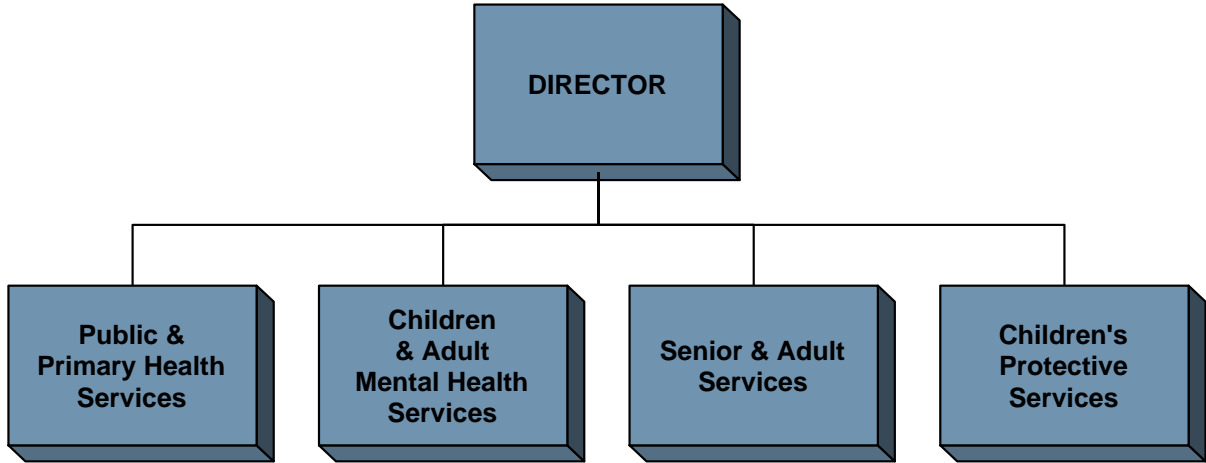 DIRECTOR
Public &
Primary Health
Services
Children
& Adult
Mental Health
Services
Senior & Adult
Services
Children's
Protective
Services